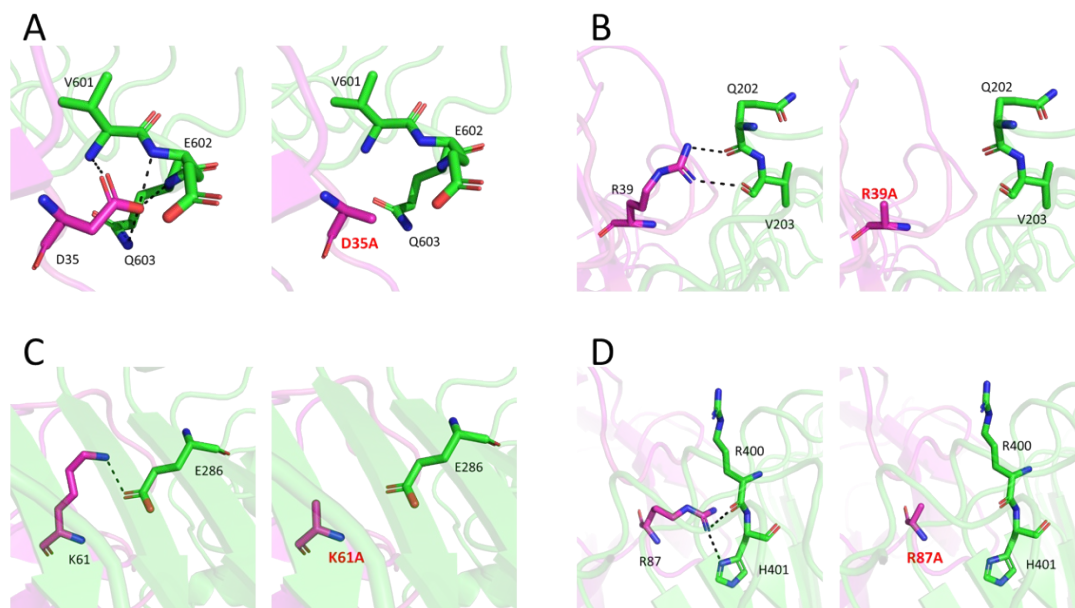 A
B
V601
E602
D35
Q603
V601
E602
D35A
Q603
Q202
R39
V203
Q202
R39A
V203
C
D
E286
K61
E286
K61A
R400
R87
H401
R400
R87A
H401